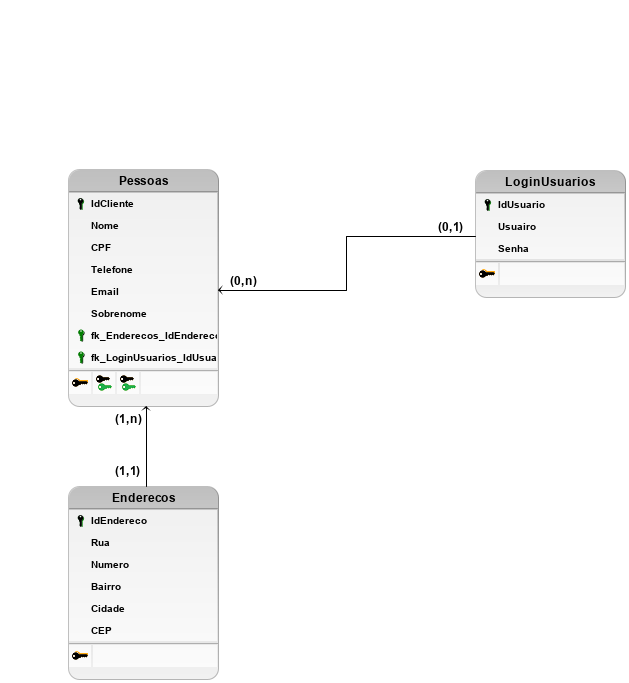 Pessoas
IdCliente
Nome
CPF
Telefone
Email
Sobrenome
fk_Enderecos_IdEnderec
fk_LoginUsuarios_IdUsua
LoginUsuarios
IdUsuario
Usuairo
Senha
(0,1)
(0,n)
(1,n)
(1,1)
Enderecos
IdEndereco
Rua
Numero
Bairro
Cidade
CEP